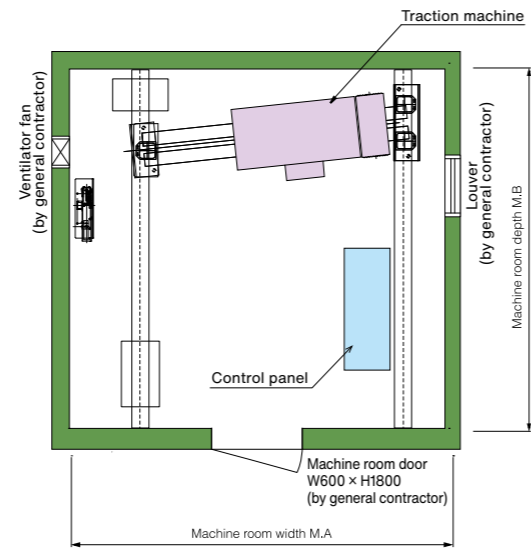 Traction machine
Ventilator fan
(by general contractor)
Louver
(by general contractor)
Machine room depth M.B
Control panel
Machine room door
W600 × H1800
(by general contractor)
Machine room width M.A